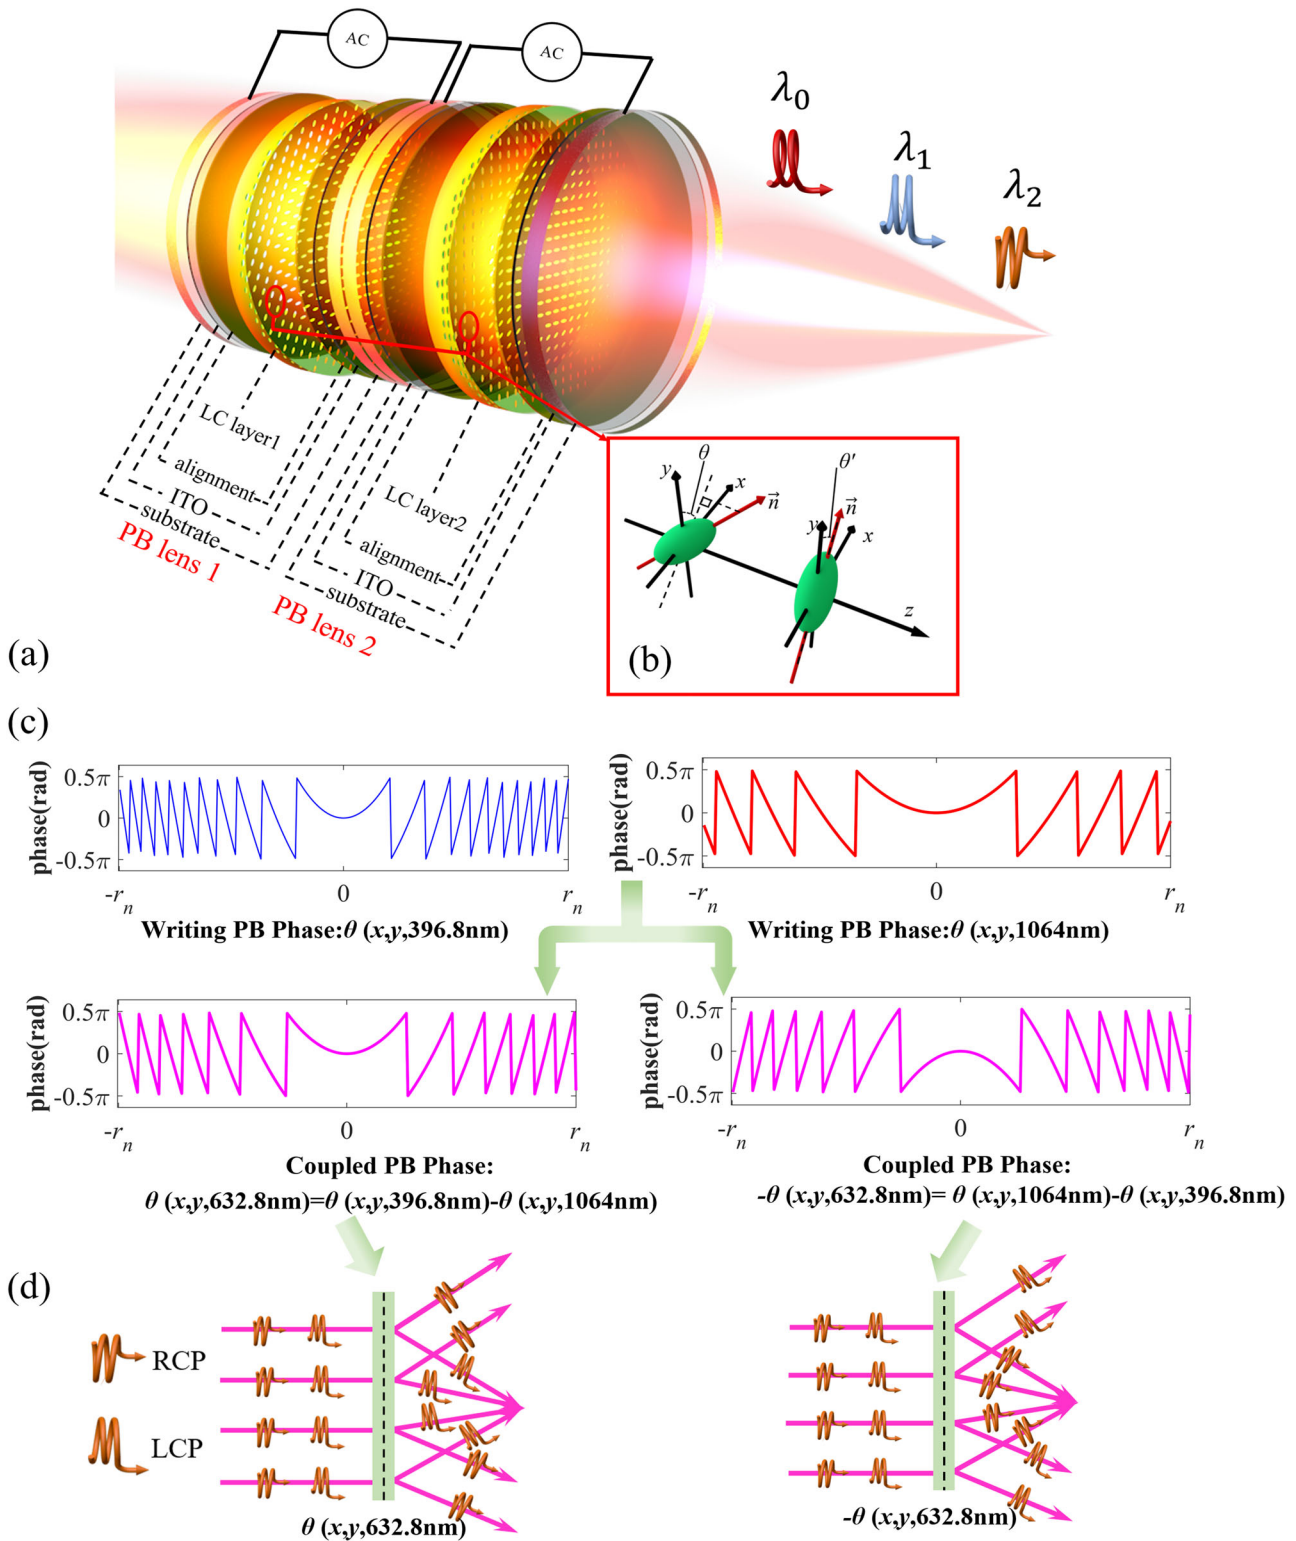 AC
AC
λ0
λ1
λ2
LC layer1
alignment
ITO
substrate
PB lens 1
LC layer2
alignment
ITO
substrate
PB lens 2
(a)
y
θ
x
n⃗
θ'
y
n⃗
x
z
(b)
(c)
phase(rad)
0.5π
0
-0.5π
-rn
0
rn
Writing PB Phase:θ (x,y,396.8nm)
phase(rad)
0.5π
0
-0.5π
-rn
0
rn
Writing PB Phase:θ (x,y,1064nm)
phase(rad)
0.5π
0
-0.5π
-rn
0
rn
Coupled PB Phase:
θ (x,y,632.8nm)=θ (x,y,396.8nm)-θ (x,y,1064nm)
phase(rad)
0.5π
0
-0.5π
-rn
0
rn
Coupled PB Phase:
-θ (x,y,632.8nm)= θ (x,y,1064nm)-θ (x,y,396.8nm)
(d)
RCP
LCP
θ (x,y,632.8nm)
-θ (x,y,632.8nm)